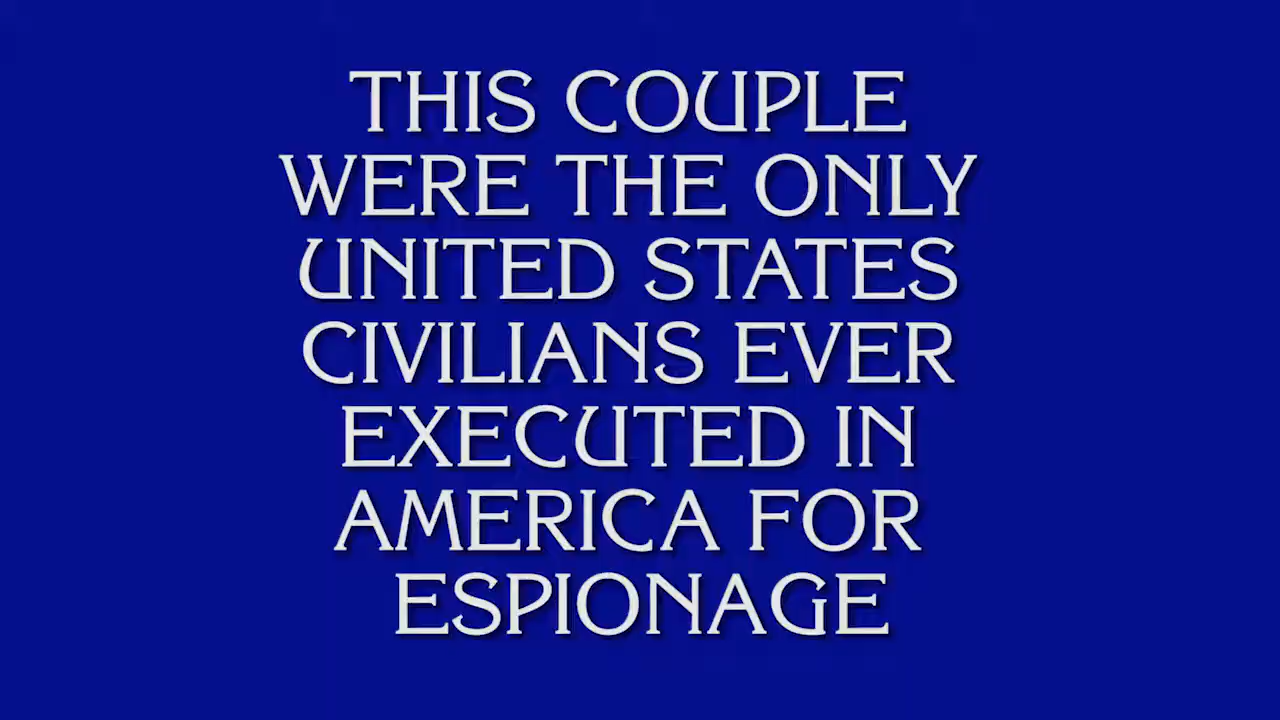 THIS COUPLE
WERE THE ONLY
UNITED STATES
CIVILIANS EVER
EXECUTED IN
AMERICA FOR
ESPIONAGE